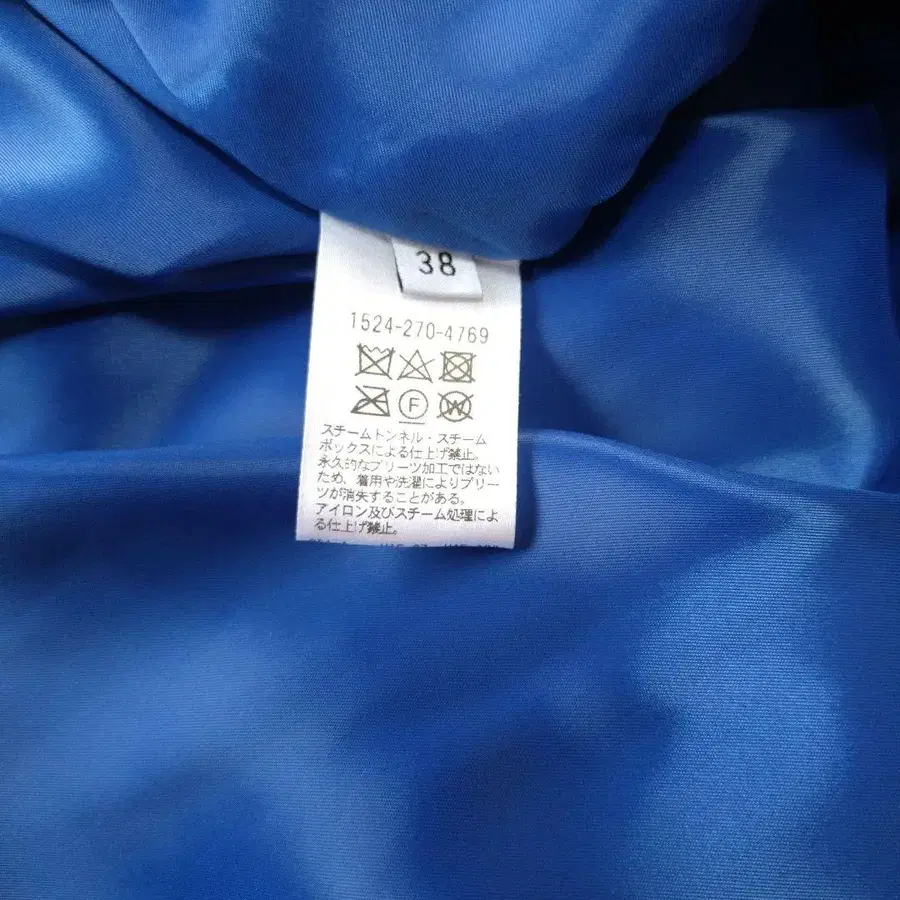 38
1524-270-4769
F
W
スチームトンネル・スチーム
ボックスによる仕上げ禁止。
永久的なプリーツ加工ではない
ため、着用や洗濯によりプリー
ツが消失することがある。
アイロン及びスチーム処理によ
る仕上げ禁止。